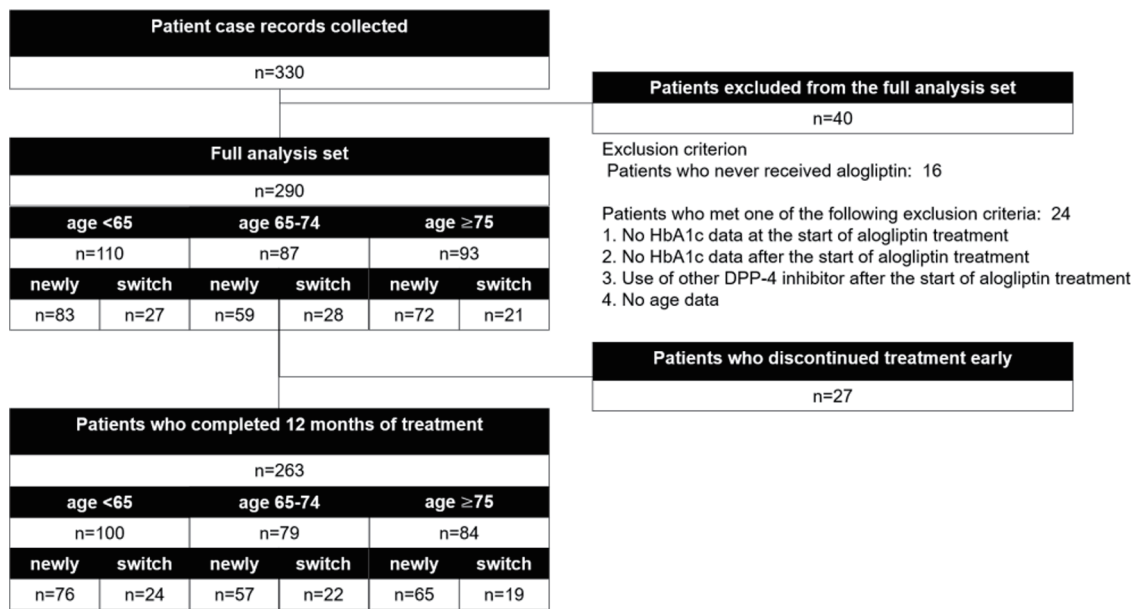 Patient case records collected
n=330
Patients excluded from the full analysis set
n=40
Exclusion criterion
Patients who never received alogliptin: 16
Patients who met one of the following exclusion criteria: 24
1. No HbA1c data at the start of alogliptin treatment
2. No HbA1c data after the start of alogliptin treatment
3. Use of other DPP-4 inhibitor after the start of alogliptin treatment
4. No age data
Full analysis set
n=290
age <65 age 65-74 age ≥75
n=110 n=87 n=93
newly switch newly switch newly switch
n=83 n=27 n=59 n=28 n=72 n=21
Patients who discontinued treatment early
n=27
Patients who completed 12 months of treatment
n=263
age <65 age 65-74 age ≥75
n=100 n=79 n=84
newly switch newly switch newly switch
n=76 n=24 n=57 n=22 n=65 n=19